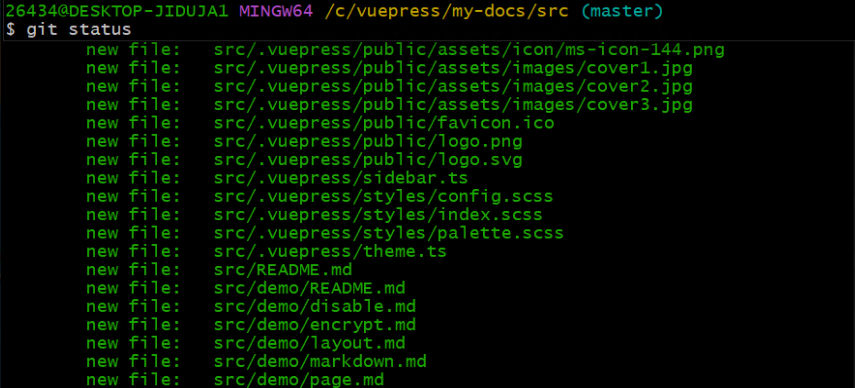 26434@DESKTOP-JIDUJA1 MINGW64 /c/vuepress/my-docs/src (master)
$ git status
new file: src/.vuepress/public/assets/icon/ms-icon-144.png
new file: src/.vuepress/public/assets/images/cover1.jpg
new file: src/.vuepress/public/assets/images/cover2.jpg
new file: src/.vuepress/public/assets/images/cover3.jpg
new file: src/.vuepress/public/favicon.ico
new file: src/.vuepress/public/logo.png
new file: src/.vuepress/public/logo.svg
new file: src/.vuepress/sidebar.ts
new file: src/.vuepress/styles/config.scss
new file: src/.vuepress/styles/index.scss
new file: src/.vuepress/styles/palette.scss
new file: src/.vuepress/theme.ts
new file: src/README.md
new file: src/demo/README.md
new file: src/demo/disable.md
new file: src/demo/encrypt.md
new file: src/demo/layout.md
new file: src/demo/markdown.md
new file: src/demo/page.md